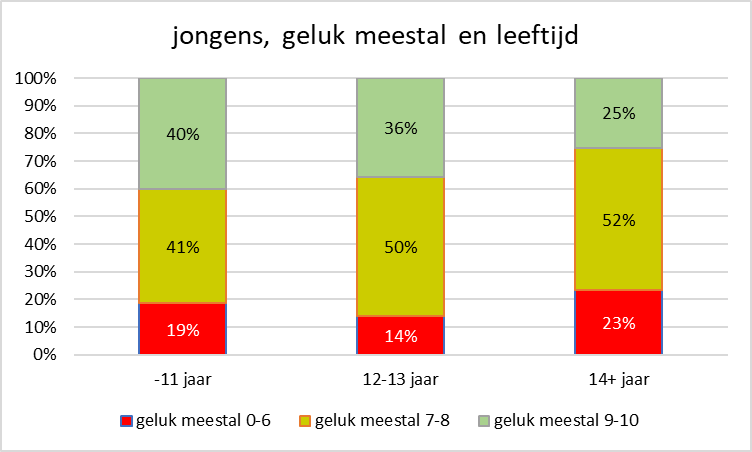 jongens, geluk meestal en leeftijd
100%
90%
80%
70%
60%
50%
40%
30%
20%
10%
0%
40% 36% 25%
41% 50% 52%
19% 14% 23%
-11 jaar 12-13 jaar 14+ jaar
geluk meestal 0-6 geluk meestal 7-8 geluk meestal 9-10